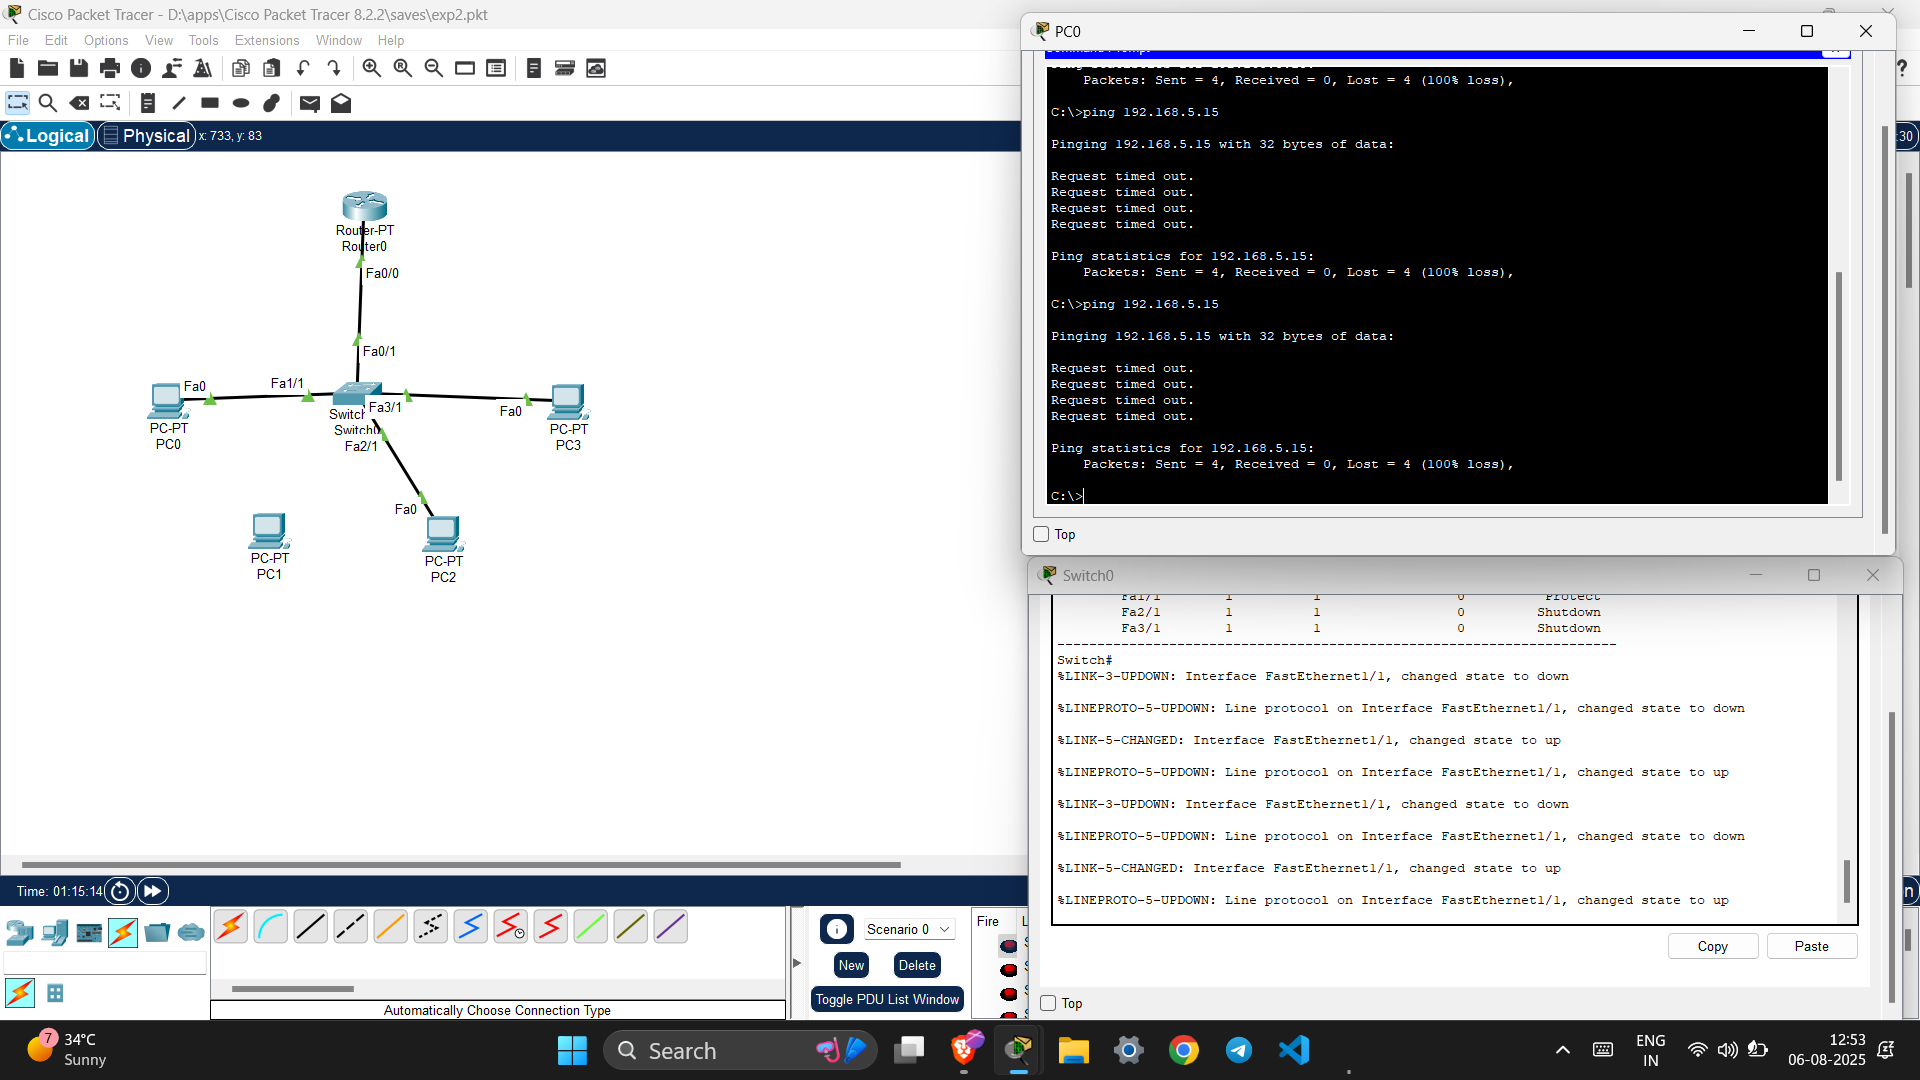 Cisco Packet Tracer - D:\apps\Cisco Packet Tracer 8.2.2\saves\exp2.pkt
File Edit Options View Tools Extensions Window Help
Logical
Physical
x: 733, y: 83
Router-PT
Router0
Fa0/0
Fa0/1
Fa0
Fa1/1
Fa3/1
Fa0
Switch0
Fa2/1
PC-PT
PC0
PC-PT
PC3
Fa0
PC-PT
PC1
PC-PT
PC2
Time: 01:15:14
Scenario 0
New
Delete
Toggle PDU List Window
Fire
Automatically Choose Connection Type
PC0
Packets: Sent = 4, Received = 0, Lost = 4 (100% loss),
C:\>ping 192.168.5.15
Pinging 192.168.5.15 with 32 bytes of data:
Request timed out.
Request timed out.
Request timed out.
Request timed out.
Ping statistics for 192.168.5.15:
Packets: Sent = 4, Received = 0, Lost = 4 (100% loss),
C:\>ping 192.168.5.15
Pinging 192.168.5.15 with 32 bytes of data:
Request timed out.
Request timed out.
Request timed out.
Request timed out.
Ping statistics for 192.168.5.15:
Packets: Sent = 4, Received = 0, Lost = 4 (100% loss),
C:\>
Top
:30
Switch0
Fa1/1 1 1 0 Protect
Fa2/1 1 1 0 Shutdown
Fa3/1 1 1 0 Shutdown
----------------------------------------------------------------------
Switch#
%LINK-3-UPDOWN: Interface FastEthernet1/1, changed state to down
%LINEPROTO-5-UPDOWN: Line protocol on Interface FastEthernet1/1, changed state to down
%LINK-5-CHANGED: Interface FastEthernet1/1, changed state to up
%LINEPROTO-5-UPDOWN: Line protocol on Interface FastEthernet1/1, changed state to up
%LINK-3-UPDOWN: Interface FastEthernet1/1, changed state to down
%LINEPROTO-5-UPDOWN: Line protocol on Interface FastEthernet1/1, changed state to down
%LINK-5-CHANGED: Interface FastEthernet1/1, changed state to up
%LINEPROTO-5-UPDOWN: Line protocol on Interface FastEthernet1/1, changed state to up
Copy
Paste
Top
7
34°C
Sunny
Search
ENG
IN
12:53
06-08-2025